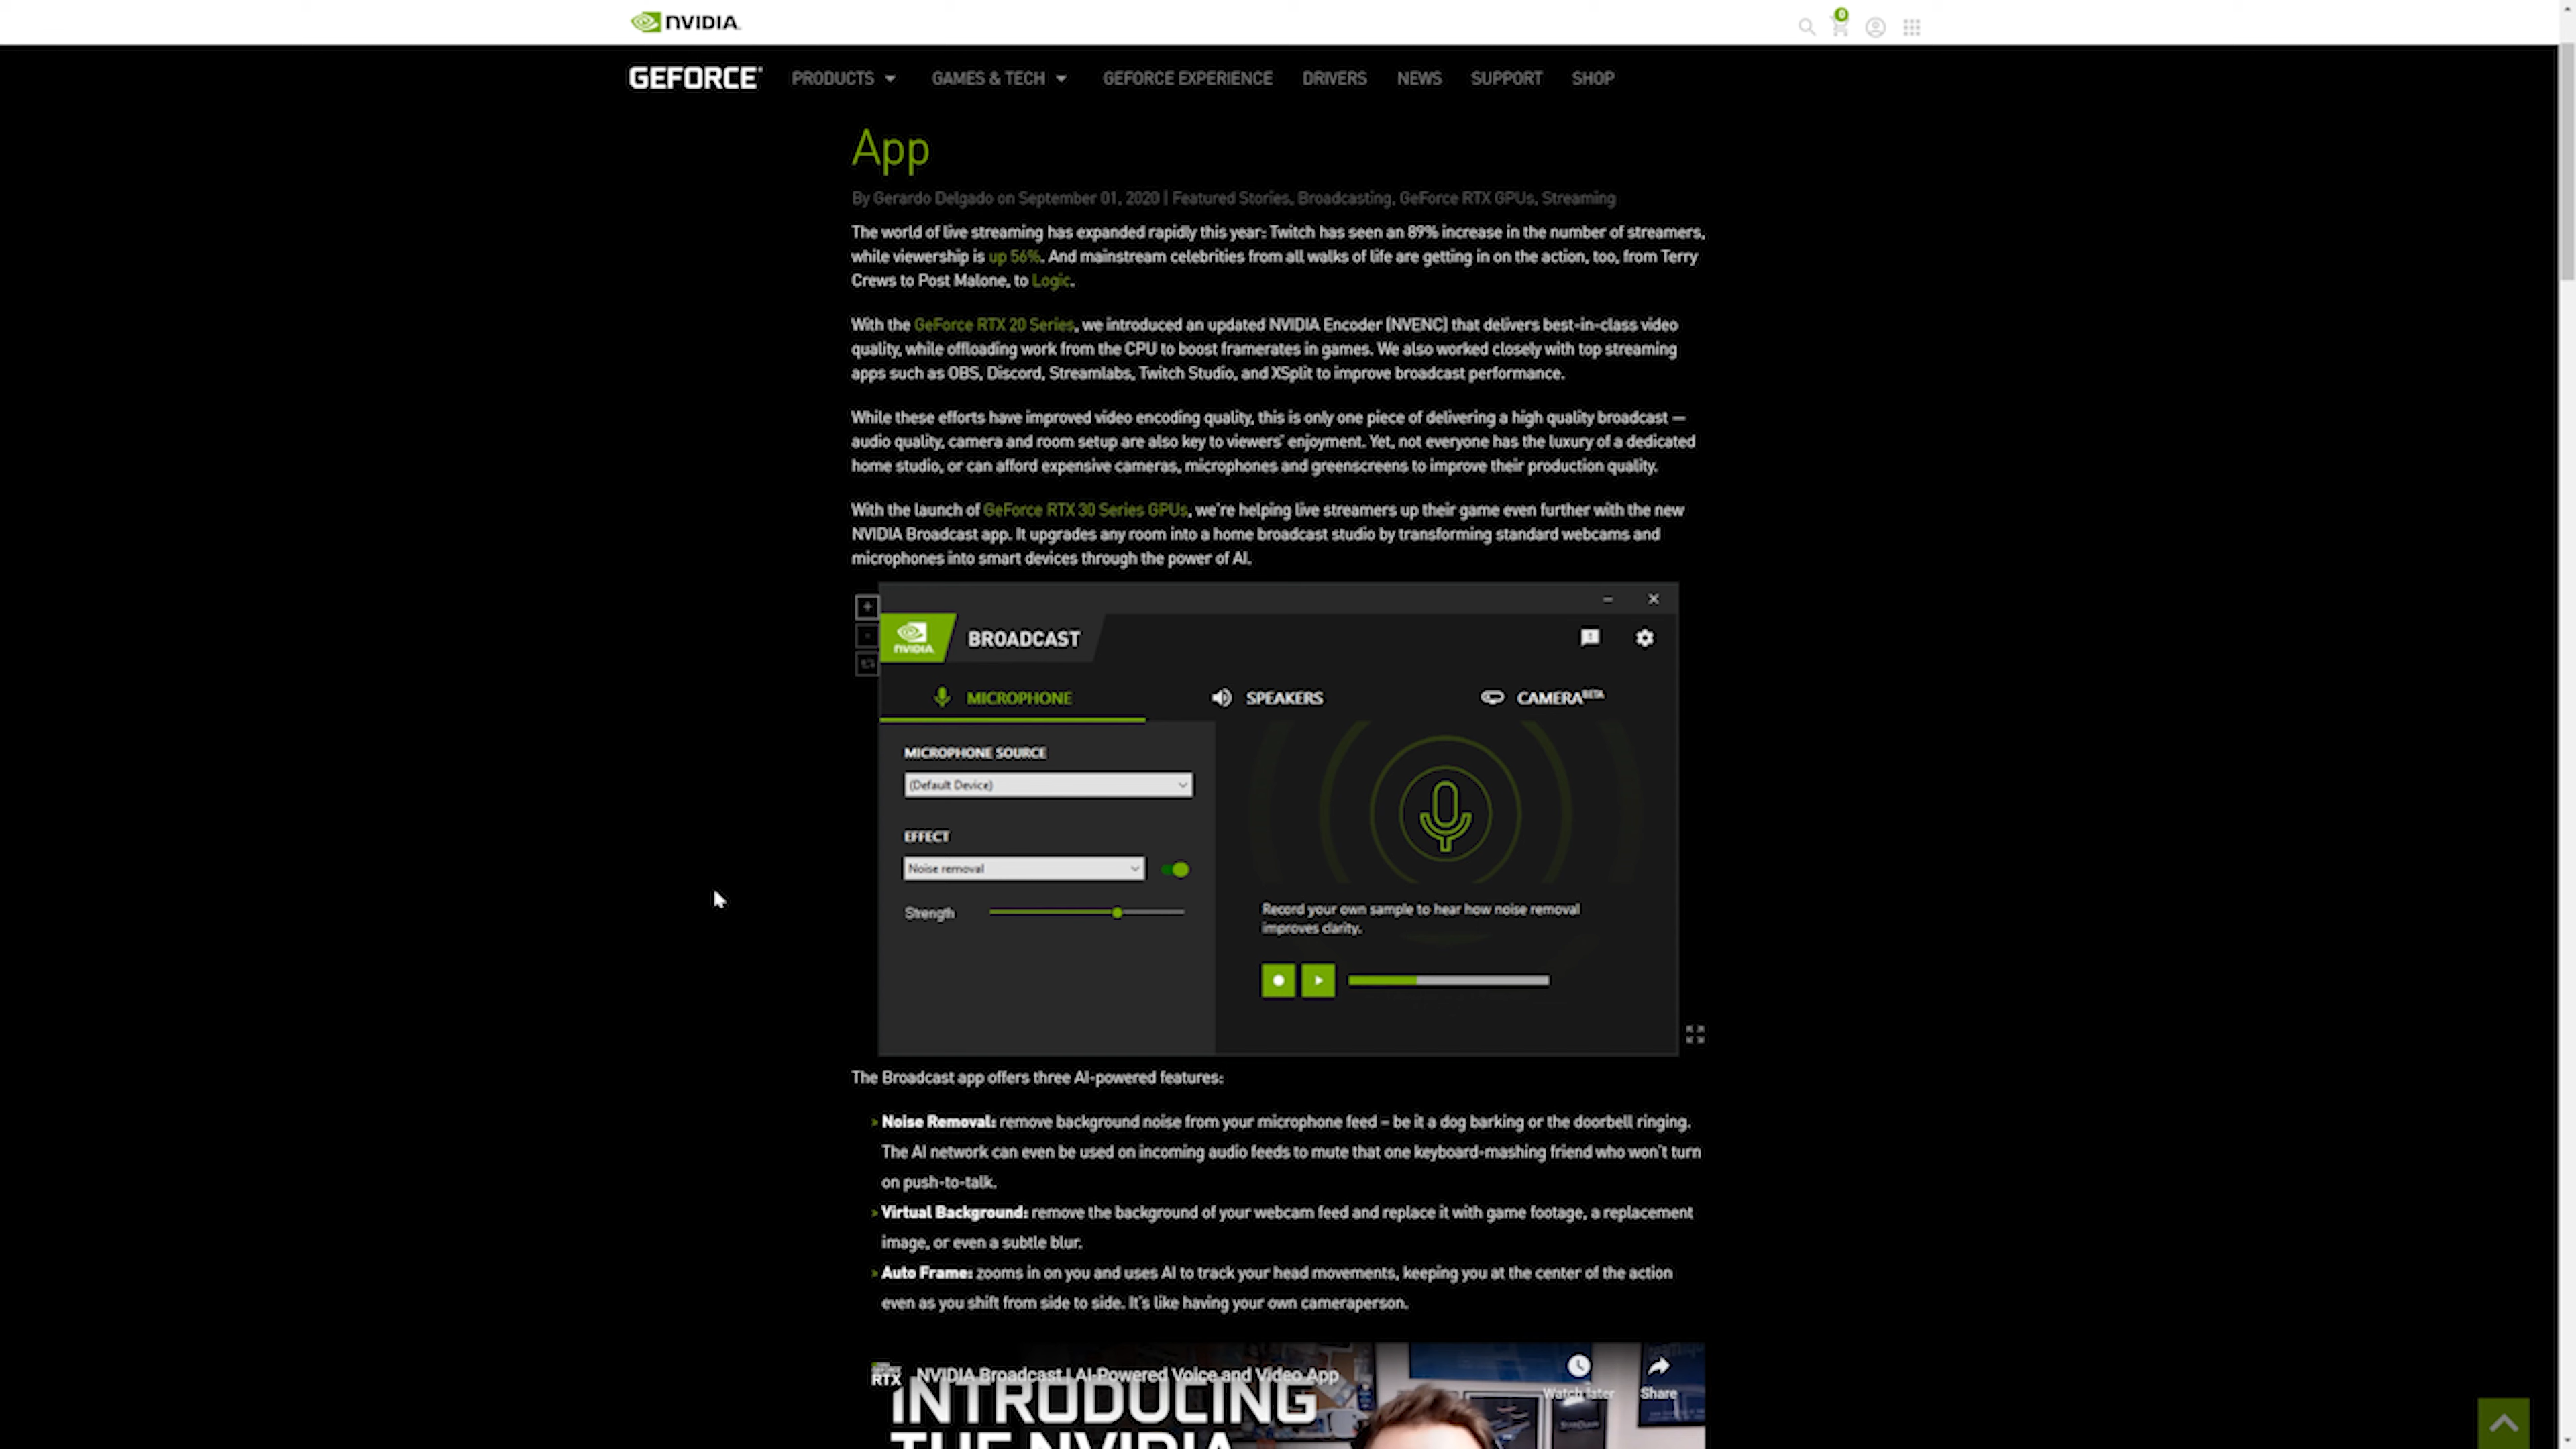 NVIDIA.
0
GEFORCE PRODUCTS GAMES & TECH GEFORCE EXPERIENCE DRIVERS NEWS SUPPORT SHOP
App
By Gerardo Delgado on September 01, 2020 | Featured Stories, Broadcasting, GeForce RTX GPUs, Streaming
The world of live streaming has expanded rapidly this year: Twitch has seen an 89% increase in the number of streamers,
while viewership is up 56%. And mainstream celebrities from all walks of life are getting in on the action, too, from Terry
Crews to Post Malone, to Logic.
With the GeForce RTX 20 Series, we introduced an updated NVIDIA Encoder (NVENC) that delivers best-in-class video
quality, while offloading work from the CPU to boost framerates in games. We also worked closely with top streaming
apps such as OBS, Discord, Streamlabs, Twitch Studio, and XSplit to improve broadcast performance.
While these efforts have improved video encoding quality, this is only one piece of delivering a high quality broadcast —
audio quality, camera and room setup are also key to viewers' enjoyment. Yet, not everyone has the luxury of a dedicated
home studio, or can afford expensive cameras, microphones and greenscreens to improve their production quality.
With the launch of GeForce RTX 30 Series GPUs, we're helping live streamers up their game even further with the new
NVIDIA Broadcast app. It upgrades any room into a home broadcast studio by transforming standard webcams and
microphones into smart devices through the power of AI.
NVIDIA. BROADCAST
MICROPHONE SPEAKERS CAMERA BETA
MICROPHONE SOURCE
(Default Device)
EFFECT
Noise removal
Strength
Record your own sample to hear how noise removal
improves clarity.
The Broadcast app offers three AI-powered features:
» Noise Removal: remove background noise from your microphone feed – be it a dog barking or the doorbell ringing.
The AI network can even be used on incoming audio feeds to mute that one keyboard-mashing friend who won't turn
on push-to-talk.
» Virtual Background: remove the background of your webcam feed and replace it with game footage, a replacement
image, or even a subtle blur.
» Auto Frame: zooms in on you and uses AI to track your head movements, keeping you at the center of the action
even as you shift from side to side. It's like having your own cameraperson.
GEFORCE RTX NVIDIA Broadcast | AI-Powered Voice and Video App
Watch later Share
INTRODUCING
THE NVIDIA